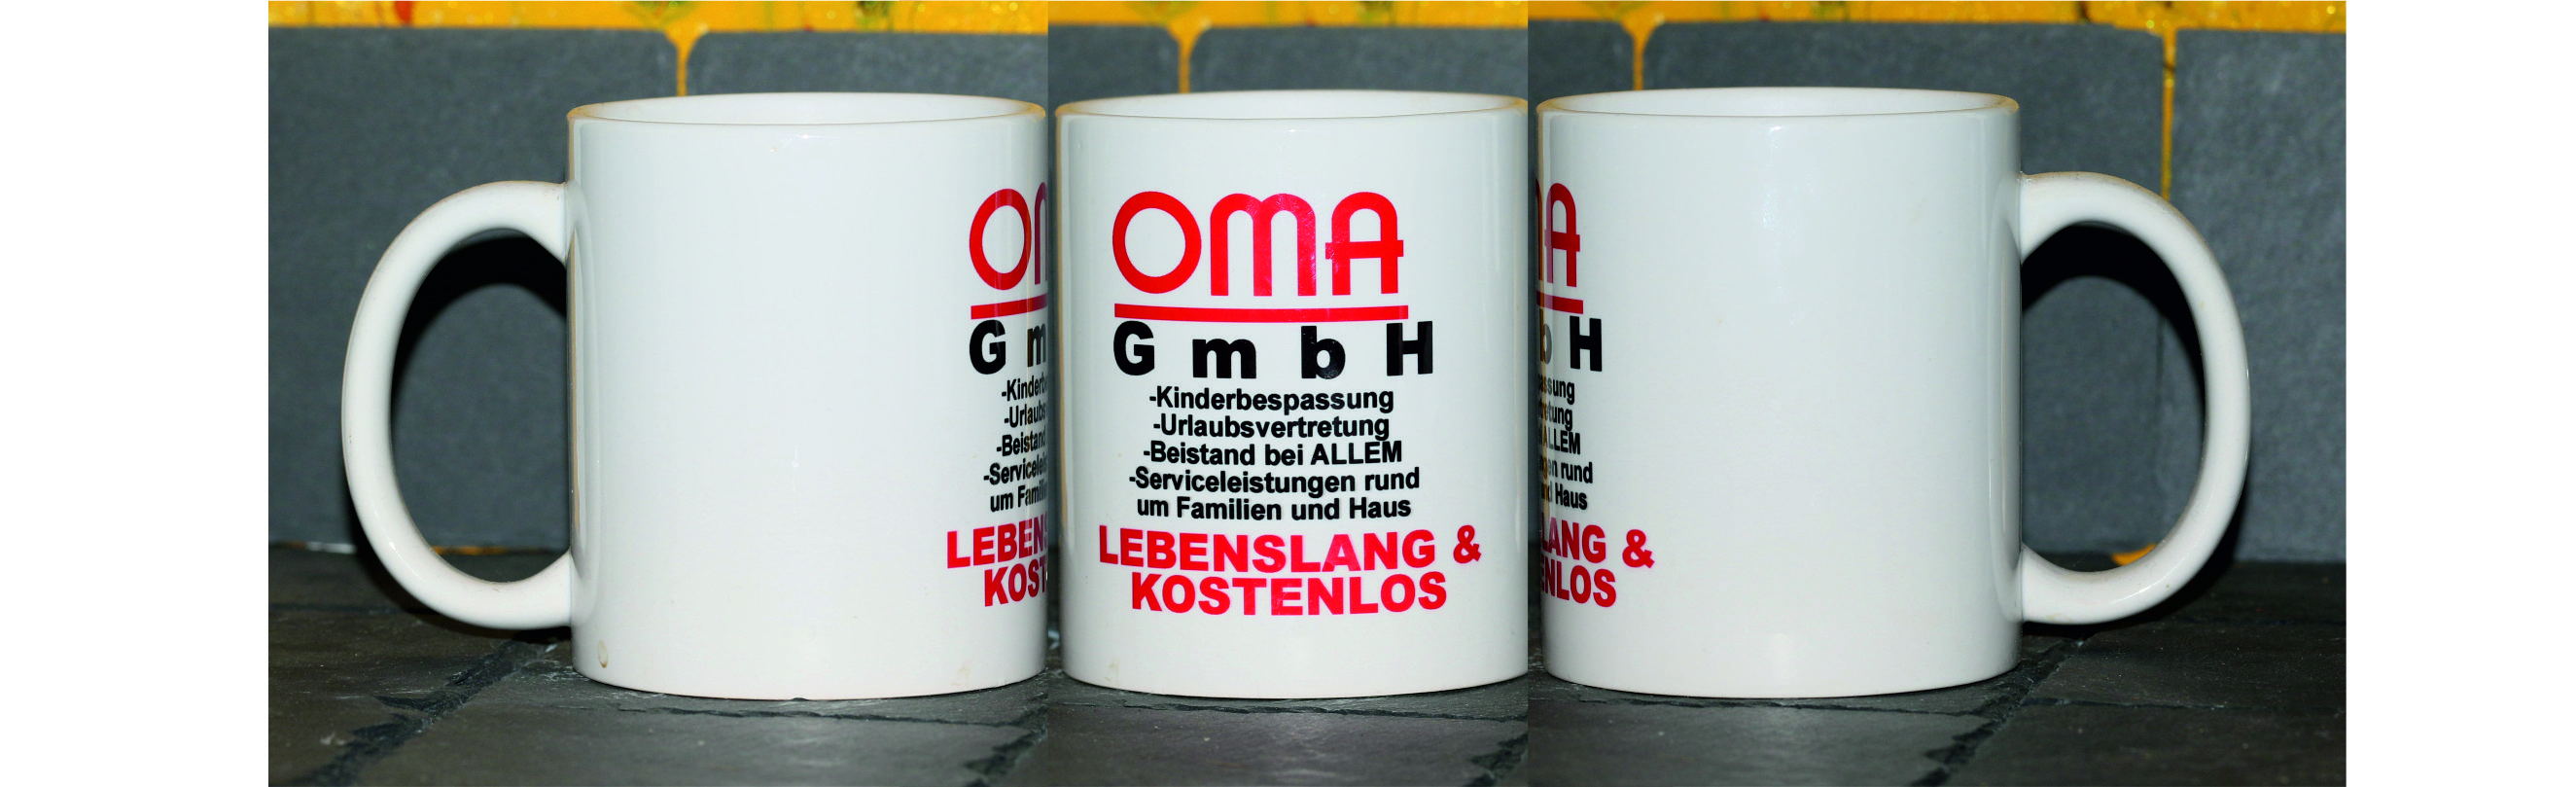 OMA
GmbH
-Kinderbespassung
-Urlaubsvertretung
-Beistand bei ALLEM
-Serviceleistungen rund
um Familien und Haus
LEBENSLANG &
KOSTENLOS